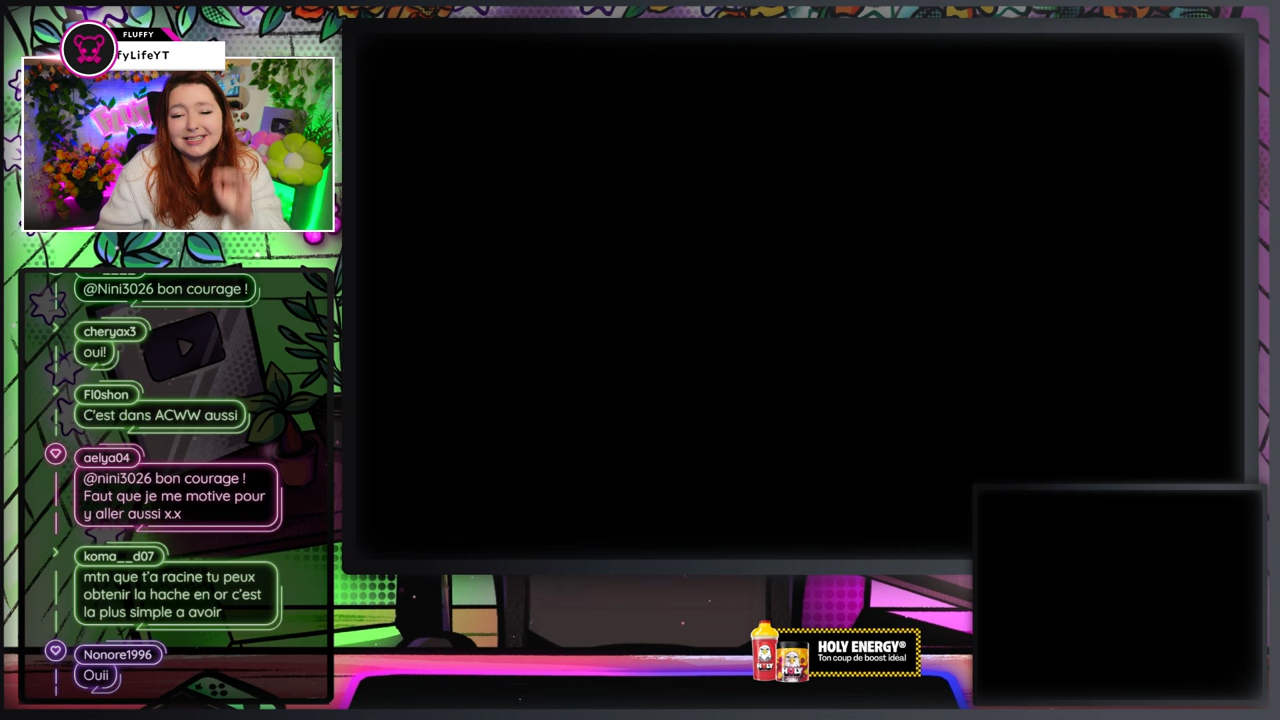 FLUFFY
fyLifeYT
@Nini3026 bon courage !
cheryax3
oui!
Fl0shon
C'est dans ACWW aussi
aelya04
@nini3026 bon courage !
Faut que je me motive pour
y aller aussi x.x
koma__d07
mtn que t'a racine tu peux
obtenir la hache en or c'est
la plus simple a avoir
Nonore1996
Ouii
HOLY ENERGY®
Ton coup de boost idéal